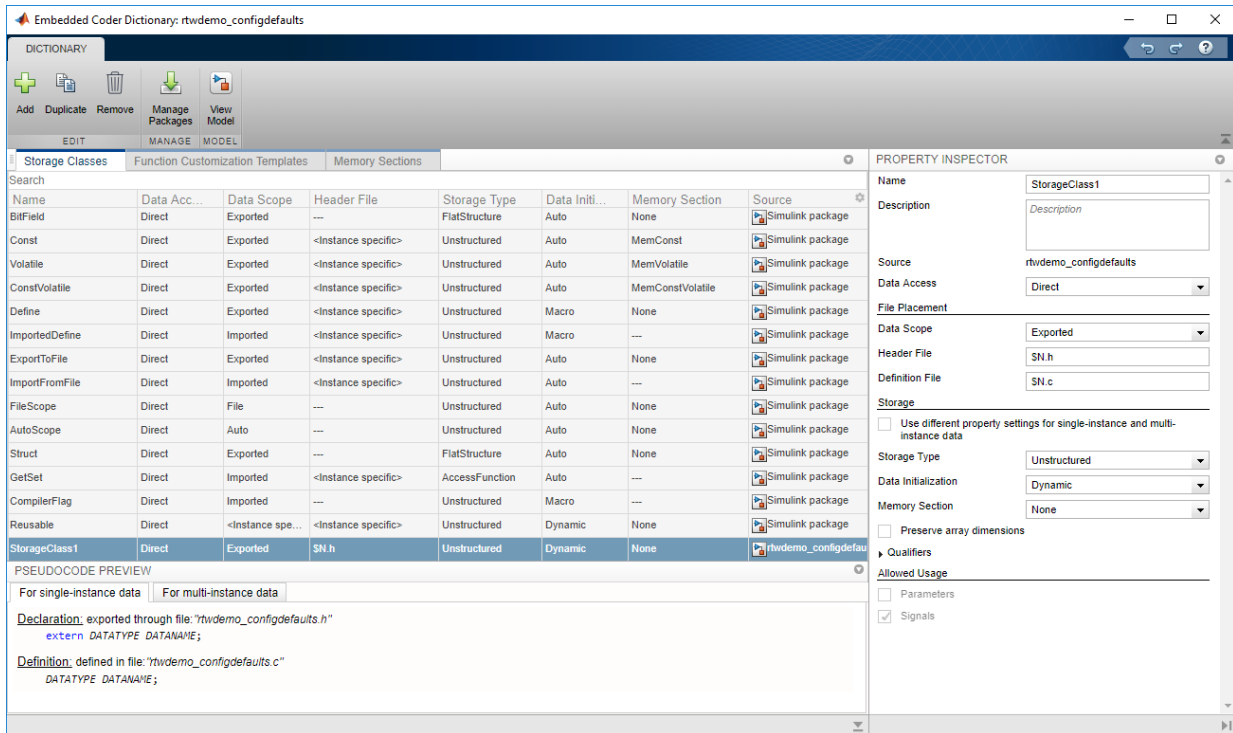 Embedded Coder Dictionary: rtwdemo_configdefaults
DICTIONARY
Add Duplicate Remove Manage Packages View Model
EDIT MANAGE MODEL
Storage Classes Function Customization Templates Memory Sections
Search
Name Data Acc... Data Scope Header File Storage Type Data Initi... Memory Section Source
BitField Direct Exported --- FlatStructure Auto None Simulink package
Const Direct Exported <Instance specific> Unstructured Auto MemConst Simulink package
Volatile Direct Exported <Instance specific> Unstructured Auto MemVolatile Simulink package
ConstVolatile Direct Exported <Instance specific> Unstructured Auto MemConstVolatile Simulink package
Define Direct Exported <Instance specific> Unstructured Macro None Simulink package
ImportedDefine Direct Imported <Instance specific> Unstructured Macro --- Simulink package
ExportToFile Direct Exported <Instance specific> Unstructured Auto None Simulink package
ImportFromFile Direct Imported <Instance specific> Unstructured Auto --- Simulink package
FileScope Direct File --- Unstructured Auto None Simulink package
AutoScope Direct Auto --- Unstructured Auto None Simulink package
Struct Direct Exported --- FlatStructure Auto None Simulink package
GetSet Direct Imported <Instance specific> AccessFunction Auto --- Simulink package
CompilerFlag Direct Imported --- Unstructured Macro --- Simulink package
Reusable Direct <Instance spe... <Instance specific> Unstructured Dynamic None Simulink package
StorageClass1 Direct Exported $N.h Unstructured Dynamic None rtwdemo_configdefau
PSEUDOCODE PREVIEW
For single-instance data For multi-instance data
Declaration: exported through file:"rtwdemo_configdefaults.h"
extern DATATYPE DATANAME;
Definition: defined in file:"rtwdemo_configdefaults.c"
DATATYPE DATANAME;
PROPERTY INSPECTOR
Name StorageClass1
Description Description
Source rtwdemo_configdefaults
Data Access Direct
File Placement
Data Scope Exported
Header File $N.h
Definition File $N.c
Storage
Use different property settings for single-instance and multi-
instance data
Storage Type Unstructured
Data Initialization Dynamic
Memory Section None
Preserve array dimensions
Qualifiers
Allowed Usage
Parameters
Signals